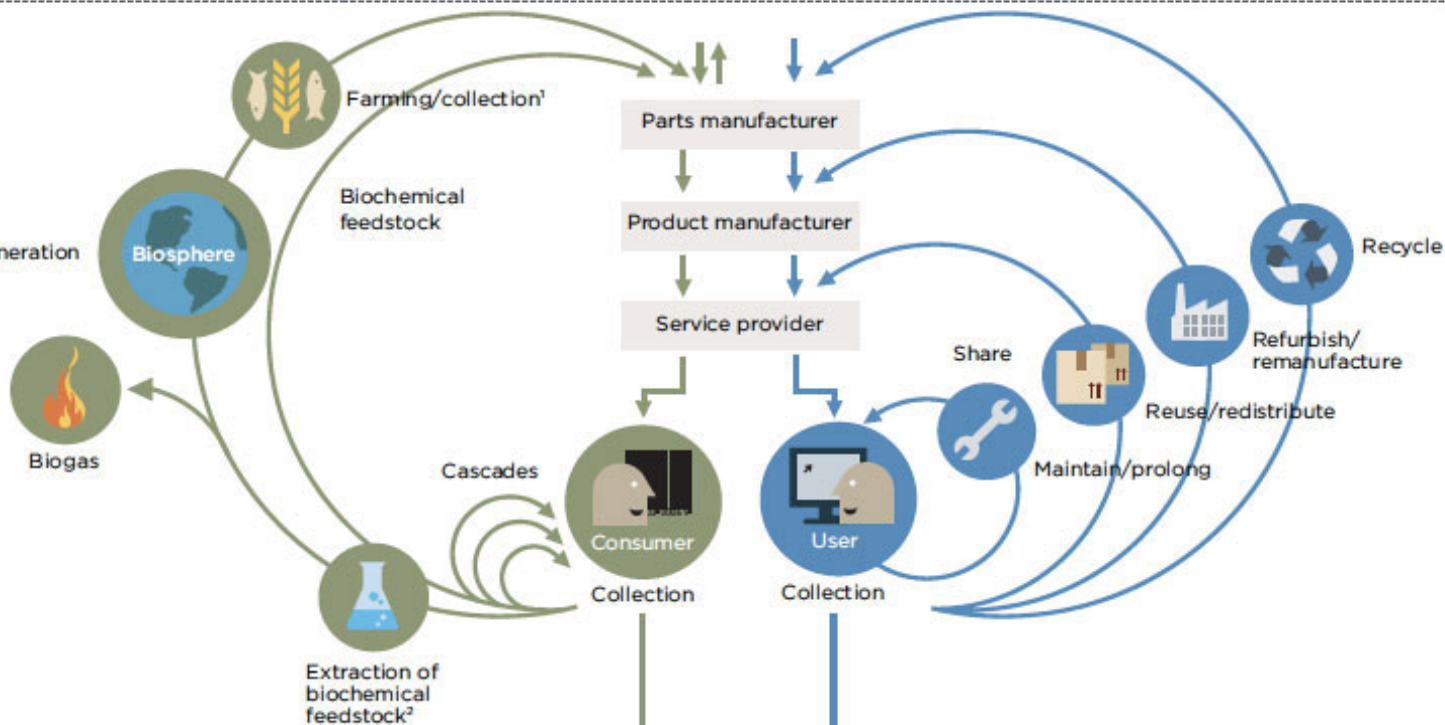 Farming/collection¹
Parts manufacturer
Biochemical
feedstock
Product manufacturer
neration
Biosphere
Recycle
Service provider
Share
Refurbish/
remanufacture
Reuse/redistribute
Biogas
Cascades
Maintain/prolong
Consumer
User
Collection
Collection
Extraction of
biochemical
feedstock²